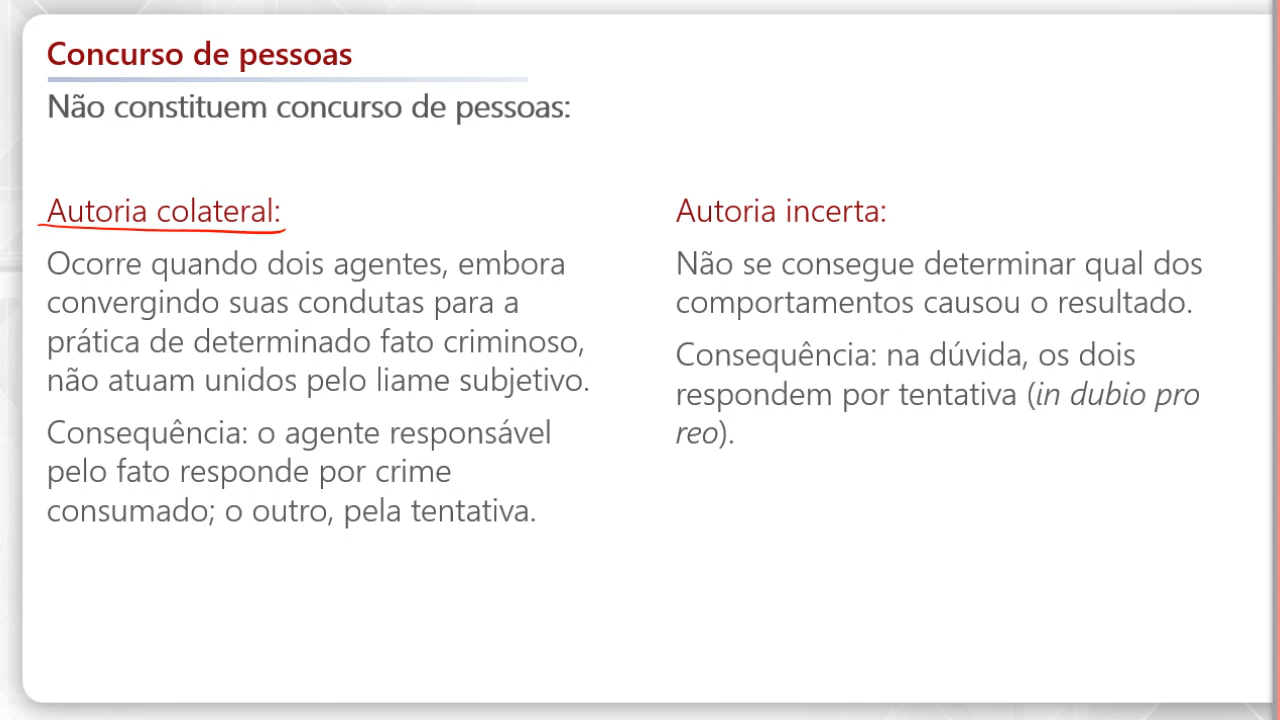 Concurso de pessoas
Não constituem concurso de pessoas:
Autoria colateral:
Ocorre quando dois agentes, embora
convergindo suas condutas para a
prática de determinado fato criminoso,
não atuam unidos pelo liame subjetivo.
Consequência: o agente responsável
pelo fato responde por crime
consumado; o outro, pela tentativa.
Autoria incerta:
Não se consegue determinar qual dos
comportamentos causou o resultado.
Consequência: na dúvida, os dois
respondem por tentativa (in dubio pro
reo).